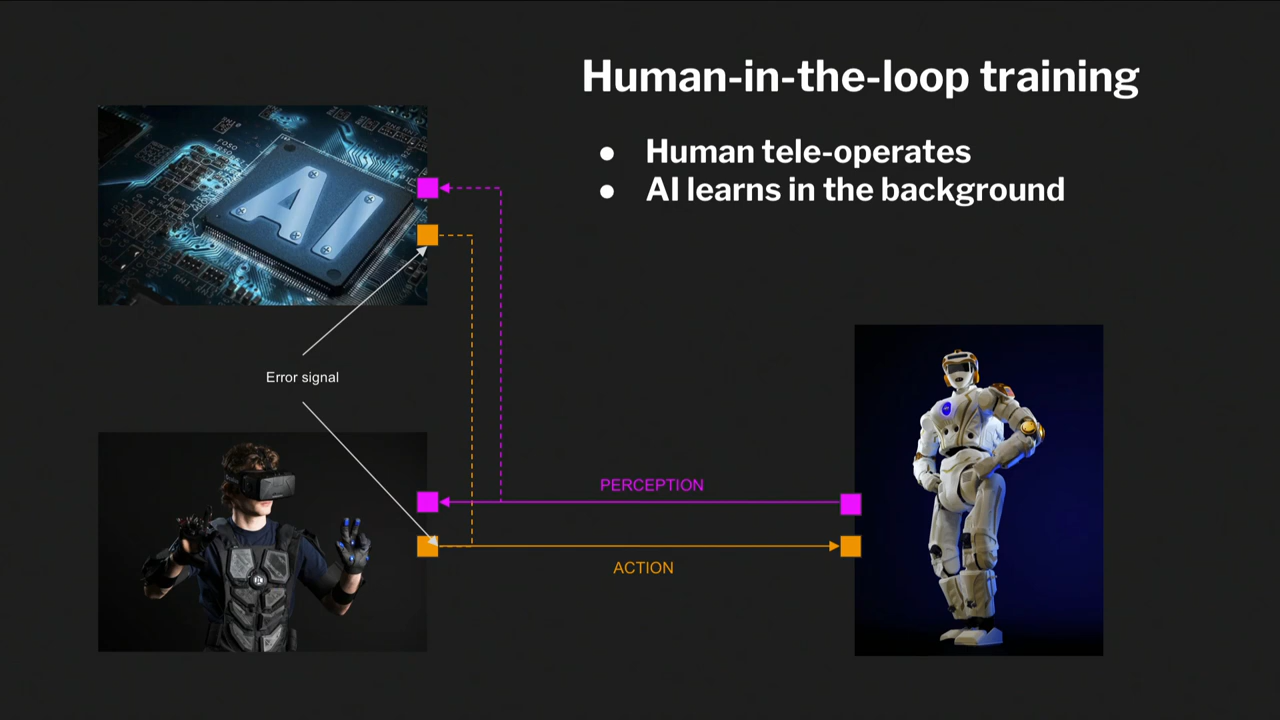 Human-in-the-loop training
● Human tele-operates
● AI learns in the background
AI
Error signal
PERCEPTION
ACTION